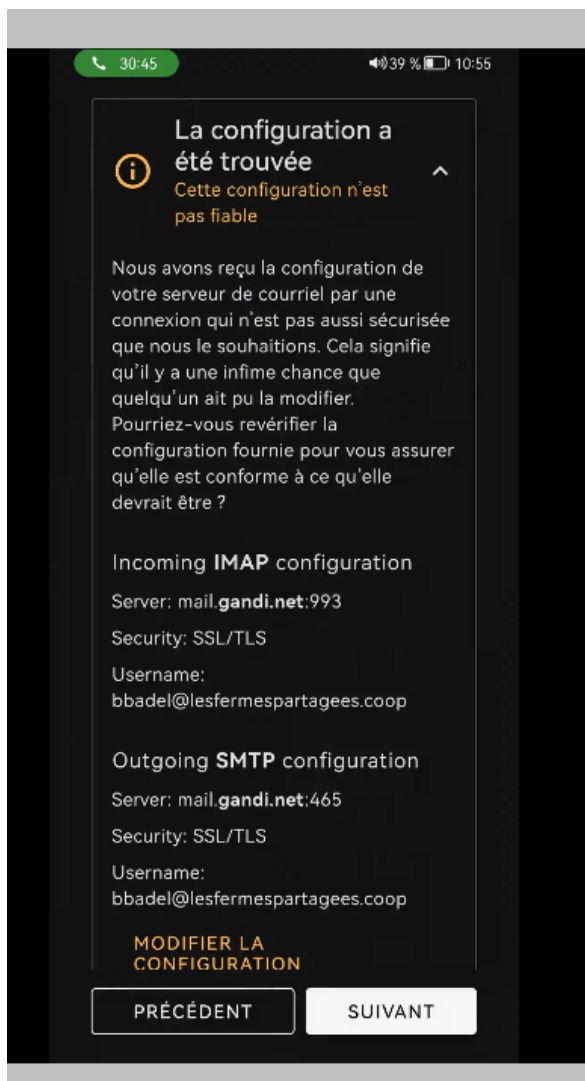 30:45
39 % 10:55
La configuration a
été trouvée
Cette configuration n'est
pas fiable
Nous avons reçu la configuration de
votre serveur de courriel par une
connexion qui n'est pas aussi sécurisée
que nous le souhaitions. Cela signifie
qu'il y a une infime chance que
quelqu'un ait pu la modifier.
Pourriez-vous revérifier la
configuration fournie pour vous assurer
qu'elle est conforme à ce qu'elle
devrait être ?
Incoming IMAP configuration
Server: mail.gandi.net:993
Security: SSL/TLS
Username:
bbadel@lesfermespartagees.coop
Outgoing SMTP configuration
Server: mail.gandi.net:465
Security: SSL/TLS
Username:
bbadel@lesfermespartagees.coop
MODIFIER LA
CONFIGURATION
PRÉCÉDENT
SUIVANT